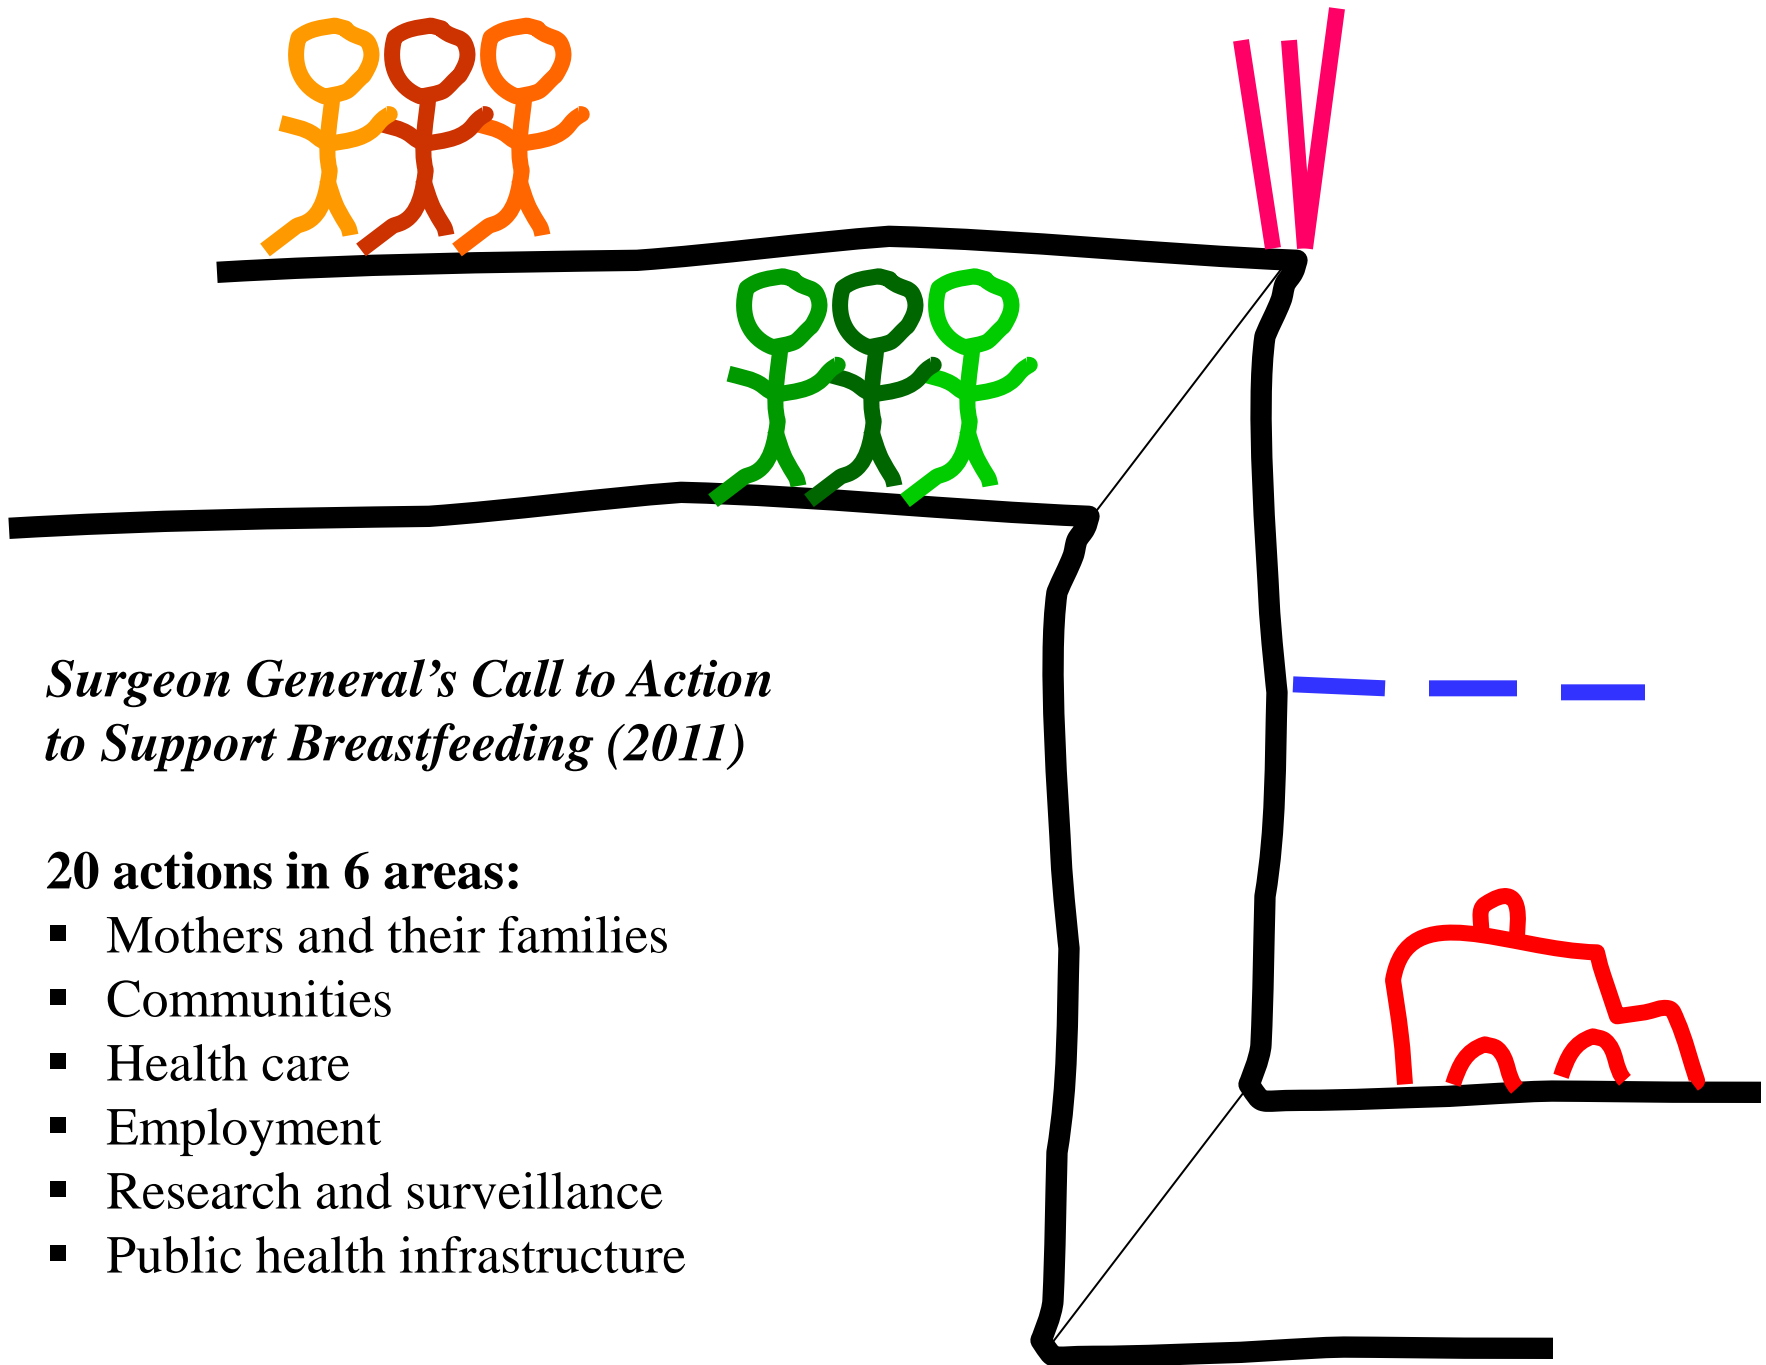 Surgeon General’s Call to Action
to Support Breastfeeding (2011)
20 actions in 6 areas:
▪ Mothers and their families
▪ Communities
▪ Health care
▪ Employment
▪ Research and surveillance
▪ Public health infrastructure